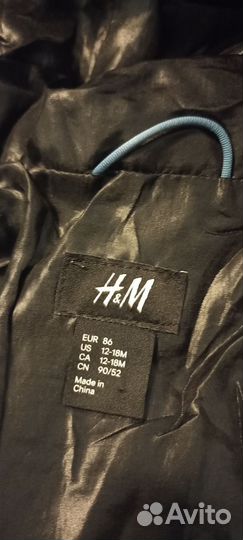 H&M
EUR 86
US 12-18M
CA 12-18M
CN 90/52
Made in
China
Avito